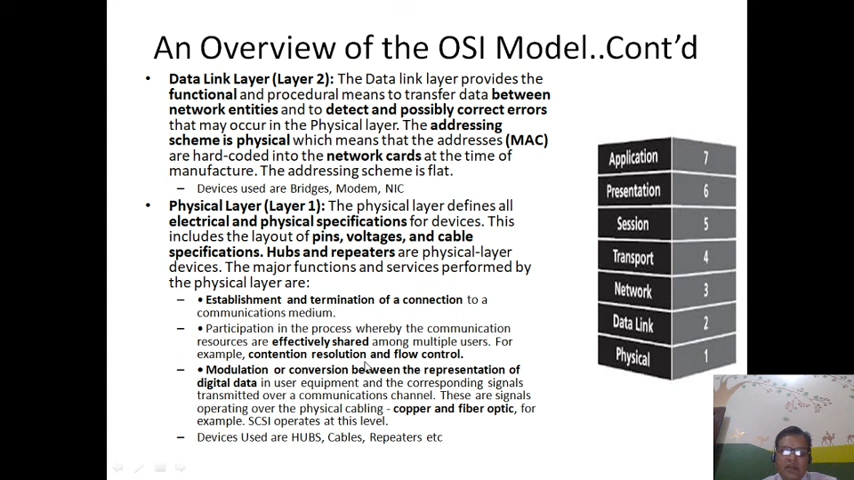 An Overview of the OSI Model..Cont'd
• Data Link Layer (Layer 2): The Data link layer provides the
functional and procedural means to transfer data between
network entities and to detect and possibly correct errors
that may occur in the Physical layer. The addressing
scheme is physical which means that the addresses (MAC)
are hard-coded into the network cards at the time of
manufacture. The addressing scheme is flat.
– Devices used are Bridges, Modem, NIC
• Physical Layer (Layer 1): The physical layer defines all
electrical and physical specifications for devices. This
includes the layout of pins, voltages, and cable
specifications. Hubs and repeaters are physical-layer
devices. The major functions and services performed by
the physical layer are:
– • Establishment and termination of a connection to a
communications medium.
– • Participation in the process whereby the communication
resources are effectively shared among multiple users. For
example, contention resolution and flow control.
– • Modulation or conversion between the representation of
digital data in user equipment and the corresponding signals
transmitted over a communications channel. These are signals
operating over the physical cabling - copper and fiber optic, for
example. SCSI operates at this level.
– Devices Used are HUBS, Cables, Repeaters etc
Application 7
Presentation 6
Session 5
Transport 4
Network 3
Data Link 2
Physical 1